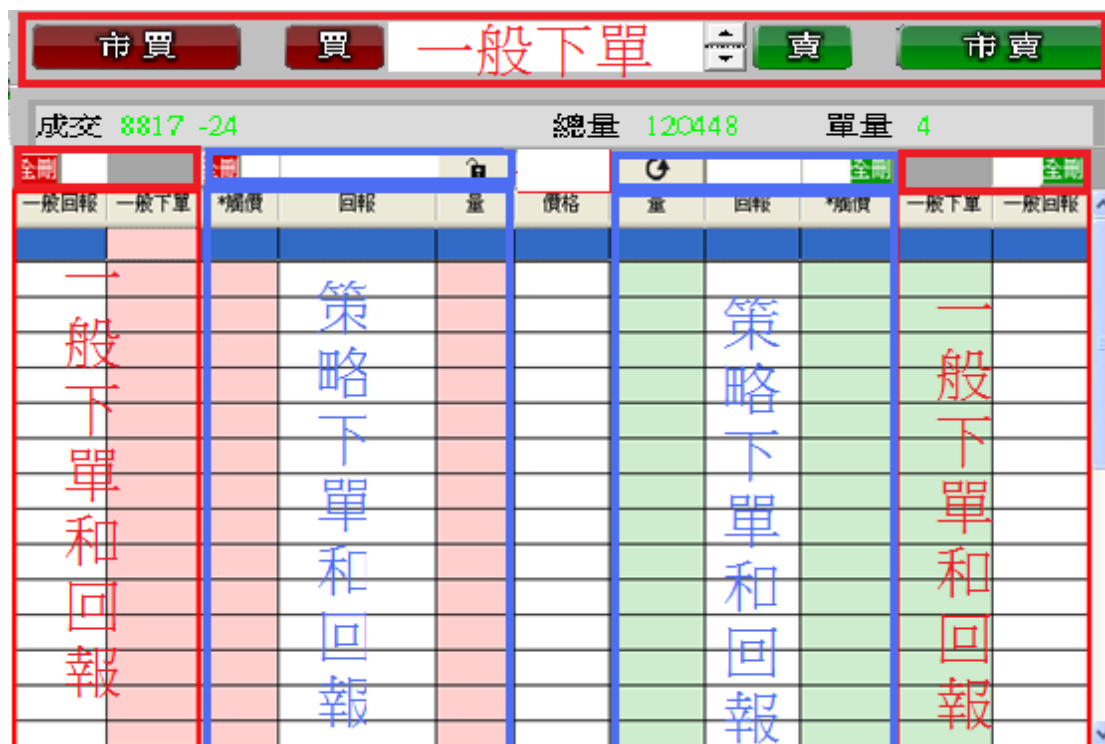 市買 買 一般下單 賣 市賣
成交 8817 -24 總量 120448 單量 4
全刪 全刪 全刪 全刪
一般回報 一般下單 *觸價 回報 量 價格 量 回報 *觸價 一般下單 一般回報
一般下單和回報
策略下單和回報
策略下單和回報
一般下單和回報